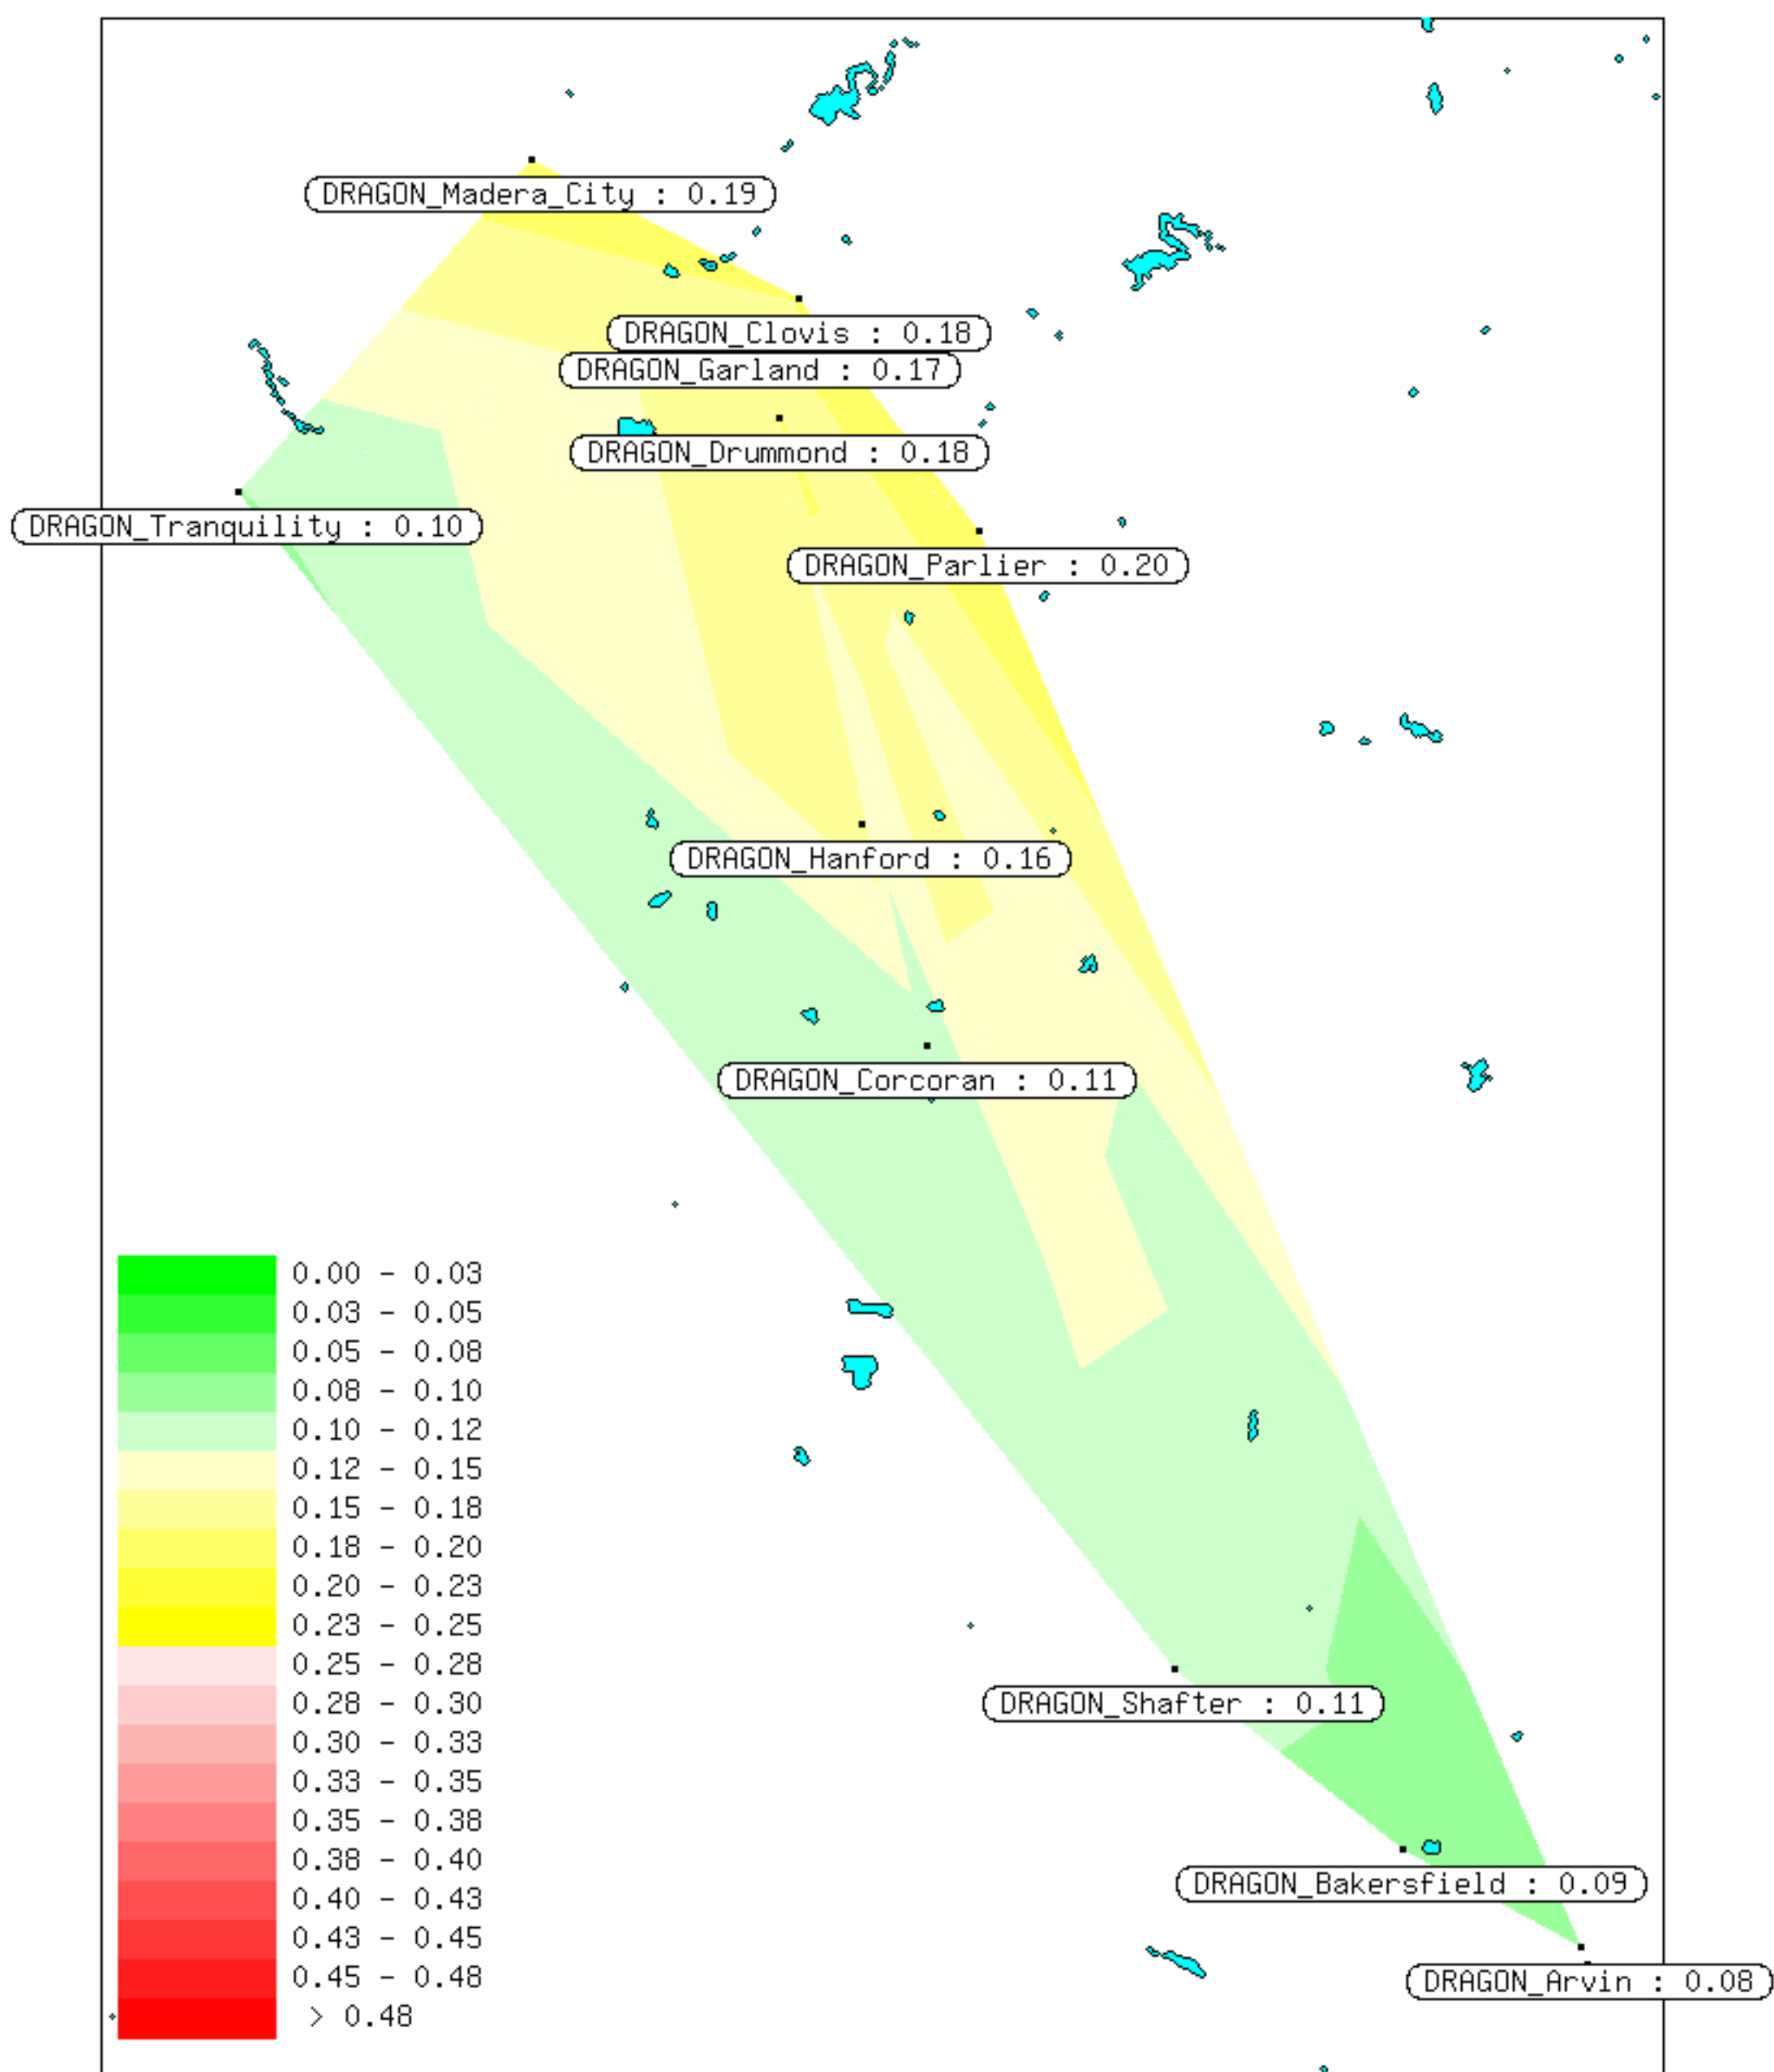 DRAGON_Madera_City : 0.19
DRAGON_Clovis : 0.18
DRAGON_Garland : 0.17
DRAGON_Drummond : 0.18
DRAGON_Tranquility : 0.10
DRAGON_Parlier : 0.20
DRAGON_Hanford : 0.16
DRAGON_Corcoran : 0.11
0.00 - 0.03
0.03 - 0.05
0.05 - 0.08
0.08 - 0.10
0.10 - 0.12
0.12 - 0.15
0.15 - 0.18
0.18 - 0.20
0.20 - 0.23
0.23 - 0.25
0.25 - 0.28
0.28 - 0.30
0.30 - 0.33
0.33 - 0.35
0.35 - 0.38
0.38 - 0.40
0.40 - 0.43
0.43 - 0.45
0.45 - 0.48
> 0.48
DRAGON_Shafter : 0.11
DRAGON_Bakersfield : 0.09
DRAGON_Arvin : 0.08